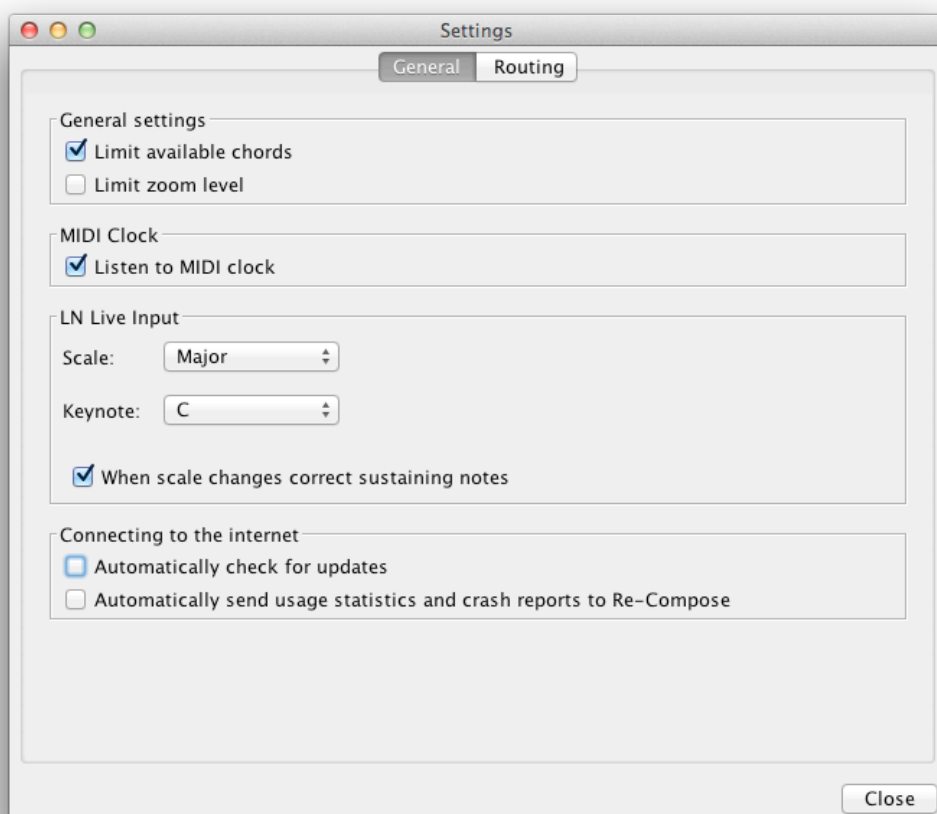 Settings
General Routing
General settings
Limit available chords
Limit zoom level
MIDI Clock
Listen to MIDI clock
LN Live Input
Scale: Major
Keynote: C
When scale changes correct sustaining notes
Connecting to the internet
Automatically check for updates
Automatically send usage statistics and crash reports to Re-Compose
Close